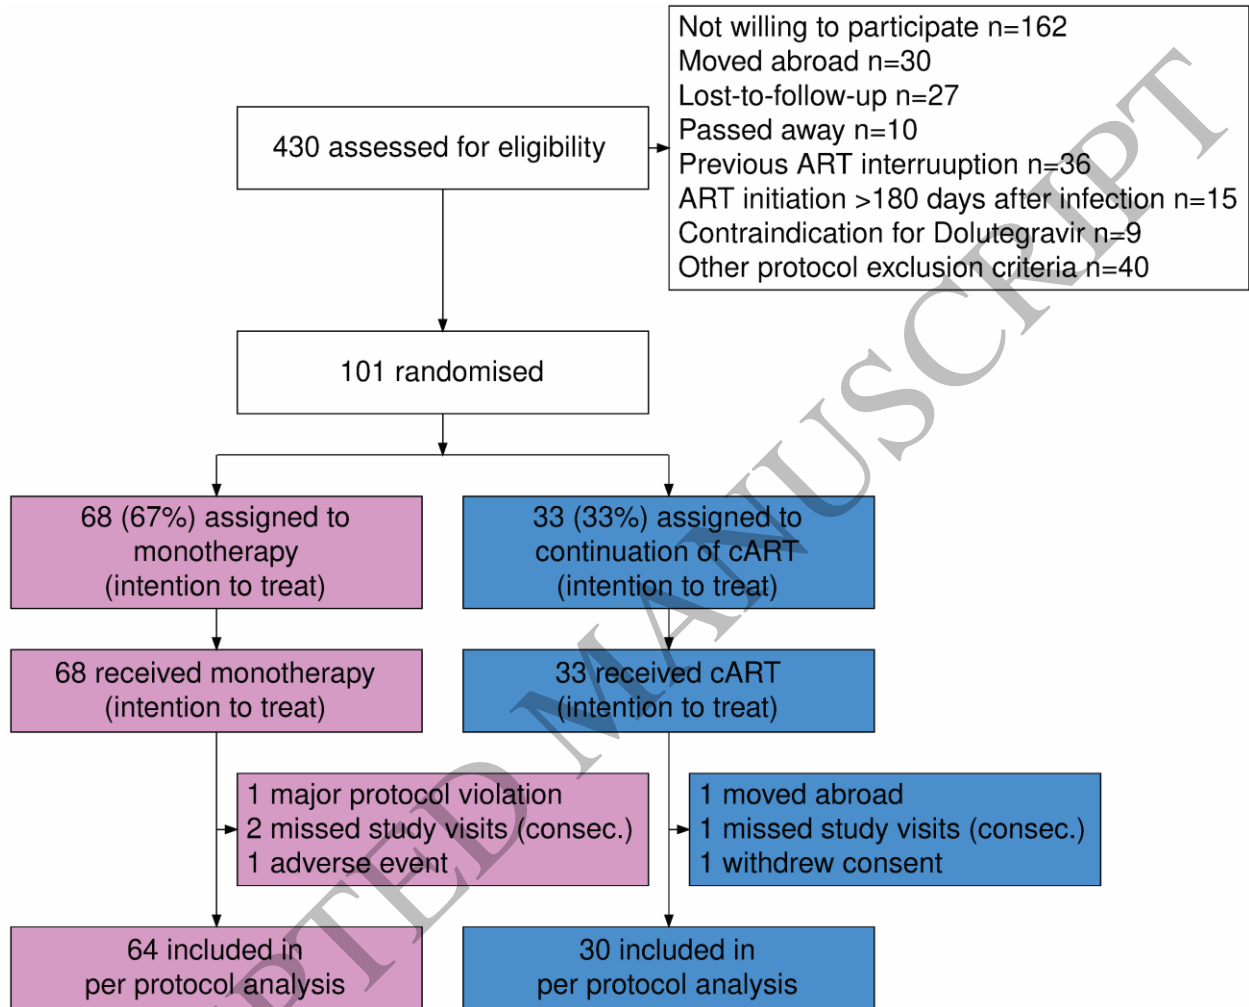 Not willing to participate n=162
Moved abroad n=30
Lost-to-follow-up n=27
Passed away n=10
Previous ART interruuption n=36
ART initiation >180 days after infection n=15
Contraindication for Dolutegravir n=9
Other protocol exclusion criteria n=40
430 assessed for eligibility
101 randomised
68 (67%) assigned to
monotherapy
(intention to treat)
33 (33%) assigned to
continuation of cART
(intention to treat)
68 received monotherapy
(intention to treat)
33 received cART
(intention to treat)
1 major protocol violation
2 missed study visits (consec.)
1 adverse event
1 moved abroad
1 missed study visits (consec.)
1 withdrew consent
64 included in
per protocol analysis
30 included in
per protocol analysis
PTED MANUSCRIPT